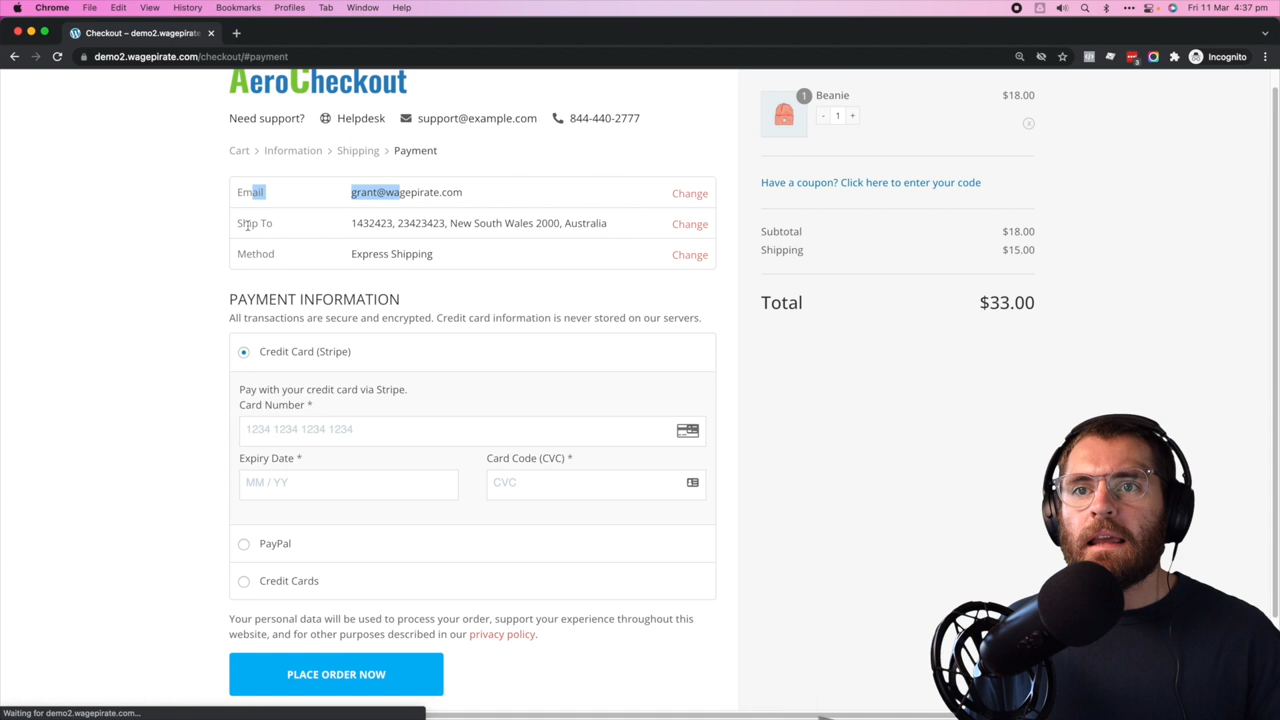 Chrome File Edit View History Bookmarks Profiles Tab Window Help Fri 11 Mar 4:37 pm
Checkout – demo2.wagepirate
demo2.wagepirate.com/checkout/#payment Incognito
3
AeroCheckout
Need support? Helpdesk support@example.com 844-440-2777
Cart > Information > Shipping > Payment
Email grant@wagepirate.com Change
Ship To 1432423, 23423423, New South Wales 2000, Australia Change
Method Express Shipping Change
PAYMENT INFORMATION
All transactions are secure and encrypted. Credit card information is never stored on our servers.
Credit Card (Stripe)
Pay with your credit card via Stripe.
Card Number *
1234 1234 1234 1234
Expiry Date * Card Code (CVC) *
MM / YY CVC
PayPal
Credit Cards
Your personal data will be used to process your order, support your experience throughout this
website, and for other purposes described in our privacy policy.
PLACE ORDER NOW
1 Beanie $18.00
- 1 +
Have a coupon? Click here to enter your code
Subtotal $18.00
Shipping $15.00
Total $33.00
Waiting for demo2.wagepirate.com...